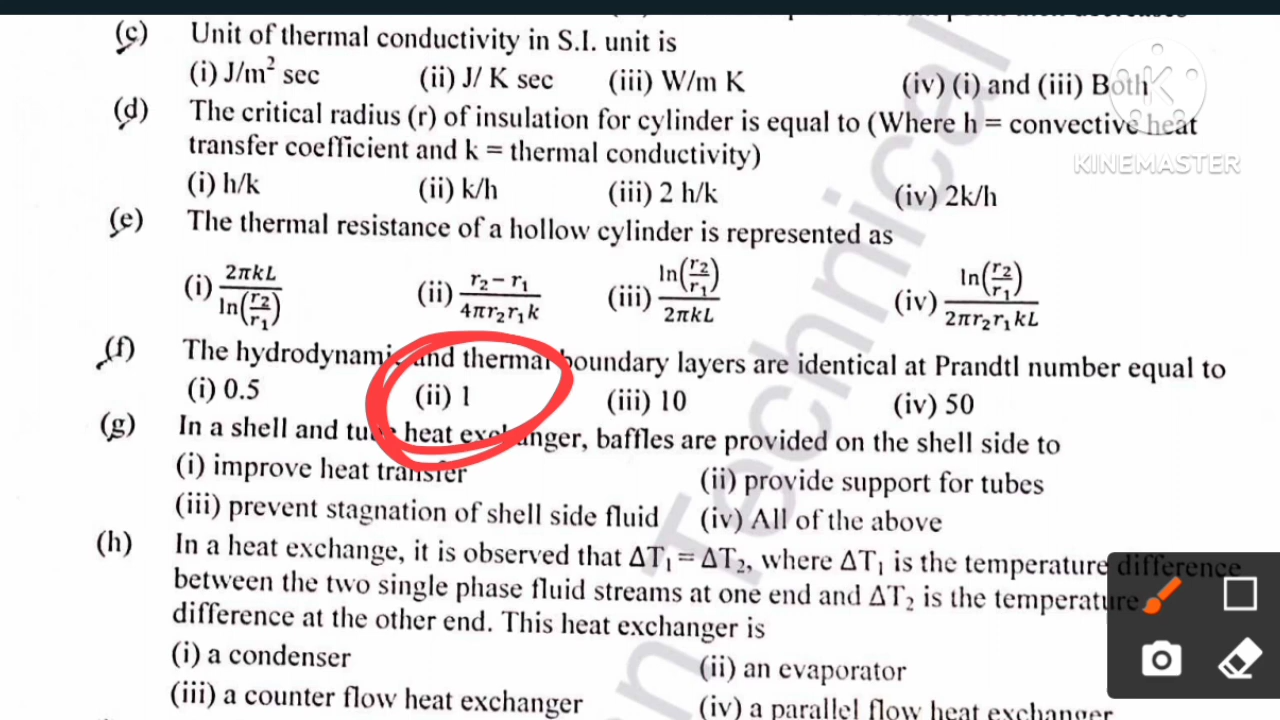 (c) Unit of thermal conductivity in S.I. unit is
(i) J/m² sec (ii) J/ K sec (iii) W/m K (iv) (i) and (iii) Both
(d) The critical radius (r) of insulation for cylinder is equal to (Where h = convective heat
transfer coefficient and k = thermal conductivity)
(i) h/k (ii) k/h (iii) 2 h/k (iv) 2k/h
KINEMASTER
(e) The thermal resistance of a hollow cylinder is represented as
(i) 2πkL / ln(r₂/r₁) (ii) r₂ − r₁ / 4πr₂r₁k (iii) ln(r₂/r₁) / 2πkL (iv) ln(r₂/r₁) / 2πr₂r₁kL
(f) The hydrodynamic and thermal boundary layers are identical at Prandtl number equal to
(i) 0.5 (ii) 1 (iii) 10 (iv) 50
(g) In a shell and tube heat exchanger, baffles are provided on the shell side to
(i) improve heat transfer (ii) provide support for tubes
(iii) prevent stagnation of shell side fluid (iv) All of the above
(h) In a heat exchange, it is observed that ΔT₁ = ΔT₂, where ΔT₁ is the temperature difference
between the two single phase fluid streams at one end and ΔT₂ is the temperature
difference at the other end. This heat exchanger is
(i) a condenser (ii) an evaporator
(iii) a counter flow heat exchanger (iv) a parallel flow heat exchanger
Technical